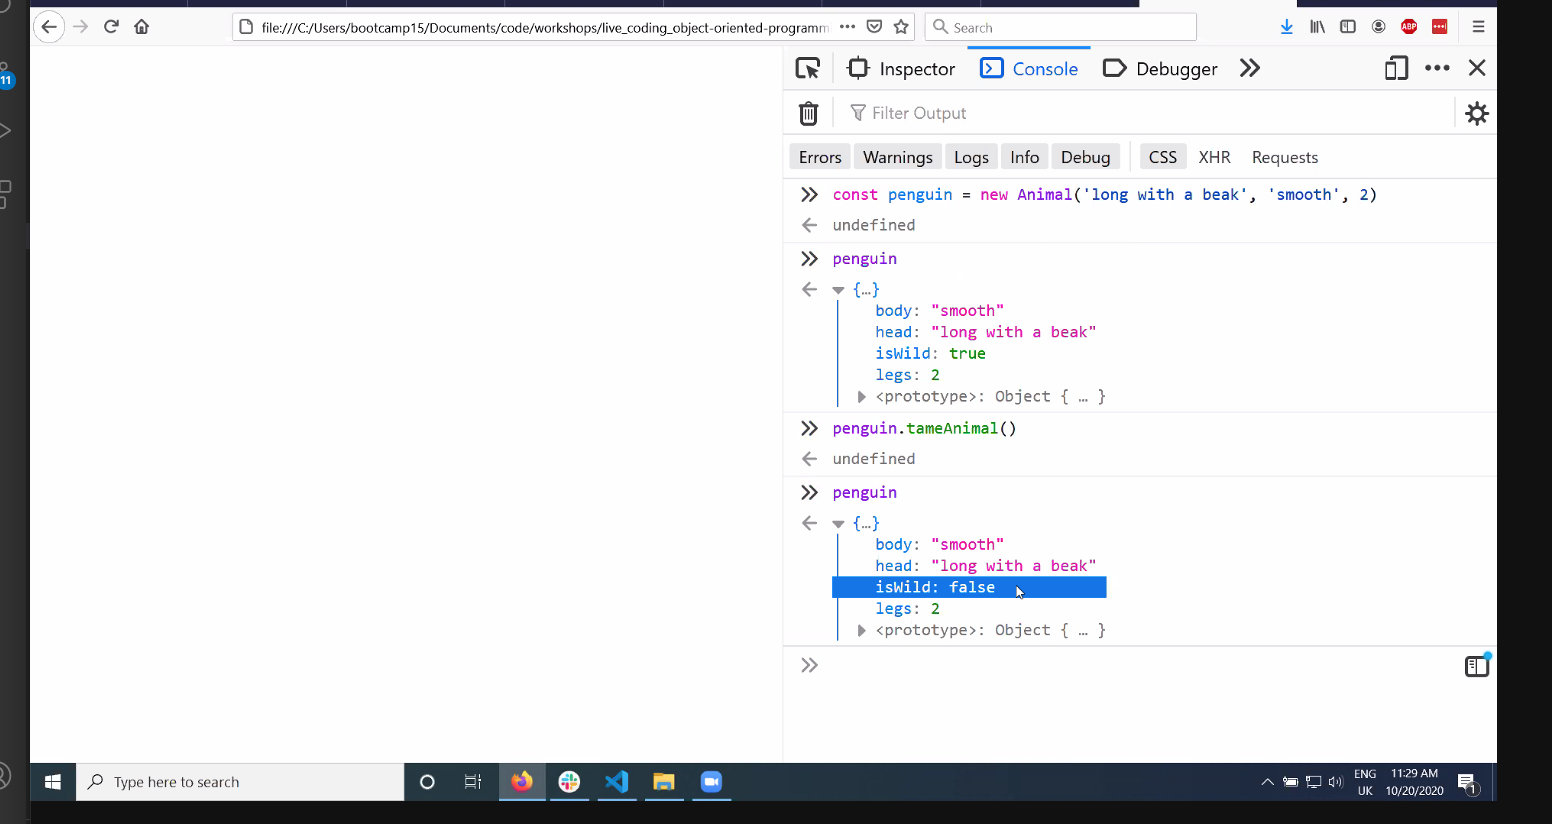 11
file:///C:/Users/bootcamp15/Documents/code/workshops/live_coding_object-oriented-programm
Search
ABP
Inspector
Console
Debugger
Filter Output
Errors
Warnings
Logs
Info
Debug
CSS
XHR
Requests
const penguin = new Animal('long with a beak', 'smooth', 2)
undefined
penguin
{…}
body: "smooth"
head: "long with a beak"
isWild: true
legs: 2
<prototype>: Object { … }
penguin.tameAnimal()
undefined
penguin
{…}
body: "smooth"
head: "long with a beak"
isWild: false
legs: 2
<prototype>: Object { … }
Type here to search
ENG
UK
11:29 AM
10/20/2020
1